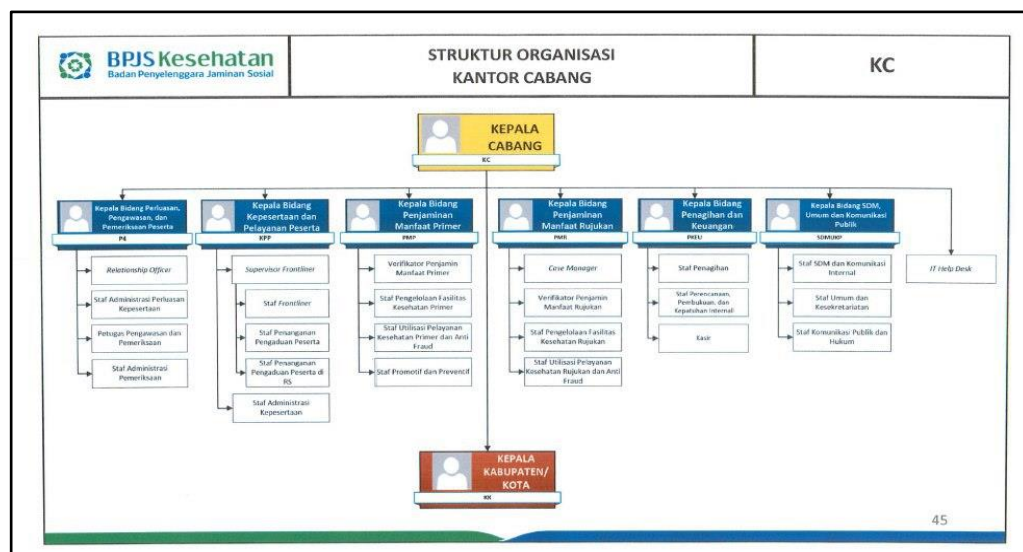 BPJS Kesehatan
Badan Penyelenggara Jaminan Sosial
STRUKTUR ORGANISASI
KANTOR CABANG
KC
KEPALA
CABANG
KC
Kepala Bidang Perluasan,
Pengawasan, dan
Pemeriksaan Peserta
P4
Relationship Officer
Staf Administrasi Perluasan
Kepesertaan
Petugas Pengawasan dan
Pemeriksaan
Staf Administrasi
Pemeriksaan
Kepala Bidang
Kepesertaan dan
Pelayanan Peserta
KPP
Supervisor Frontliner
Staf Frontliner
Staf Penanganan
Pengaduan Peserta
Staf Penanganan
Pengaduan Peserta di
RS
Staf Administrasi
Kepesertaan
Kepala Bidang
Penjaminan
Manfaat Primer
PMP
Verifikator Penjamin
Manfaat Primer
Staf Pengelolaan Fasilitas
Kesehatan Primer
Staf Utilisasi Pelayanan
Kesehatan Primer dan Anti
Fraud
Staf Promotif dan Preventif
Kepala Bidang
Penjaminan
Manfaat Rujukan
PMR
Case Manager
Verifikator Penjamin
Manfaat Rujukan
Staf Pengelolaan Fasilitas
Kesehatan Rujukan
Staf Utilisasi Pelayanan
Kesehatan Rujukan dan Anti
Fraud
Kepala Bidang
Penagihan dan
Keuangan
PKEU
Staf Penagihan
Staf Perencanaan,
Pembukuan, dan
Kepatuhan Internal
Kasir
Kepala Bidang SDM,
Umum dan Komunikasi
Publik
SDMUKP
Staf SDM dan Komunikasi
Internal
Staf Umum dan
Kesekretariatan
Staf Komunikasi Publik dan
Hukum
IT Help Desk
KEPALA
KABUPATEN/
KOTA
KK
45